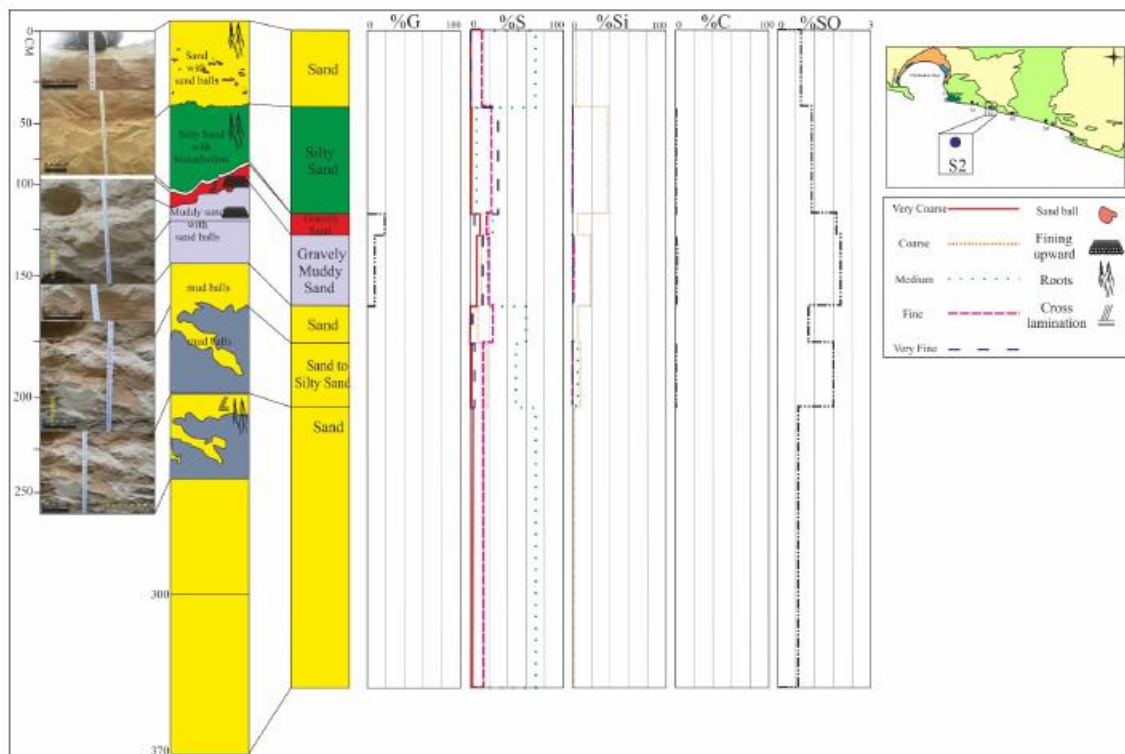 %G
%S
%Si
%C
%SO
0 100
0 100
0 100
0 100
0 3
0
CM
50
100
150
200
250
300
370
Sand
with
sand balls
Silty Sand
with
bioturbation
Muddy sand
with
sand balls
mud balls
mud balls
Sand
Silty
Sand
Gravely
Sand
Gravely
Muddy
Sand
Sand
Sand to
Silty Sand
Sand
S2
Very Coarse
Sand ball
Coarse
Fining
upward
Medium
Roots
Fine
Cross
lamination
Very Fine